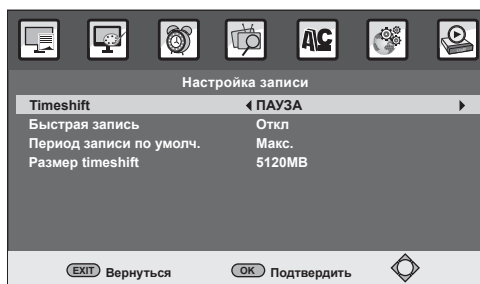 AC
Настройка записи
Timeshift ПАУЗА
Быстрая запись Откл
Период записи по умолч. Макс.
Размер timeshift 5120MB
EXIT Вернуться OK Подтвердить